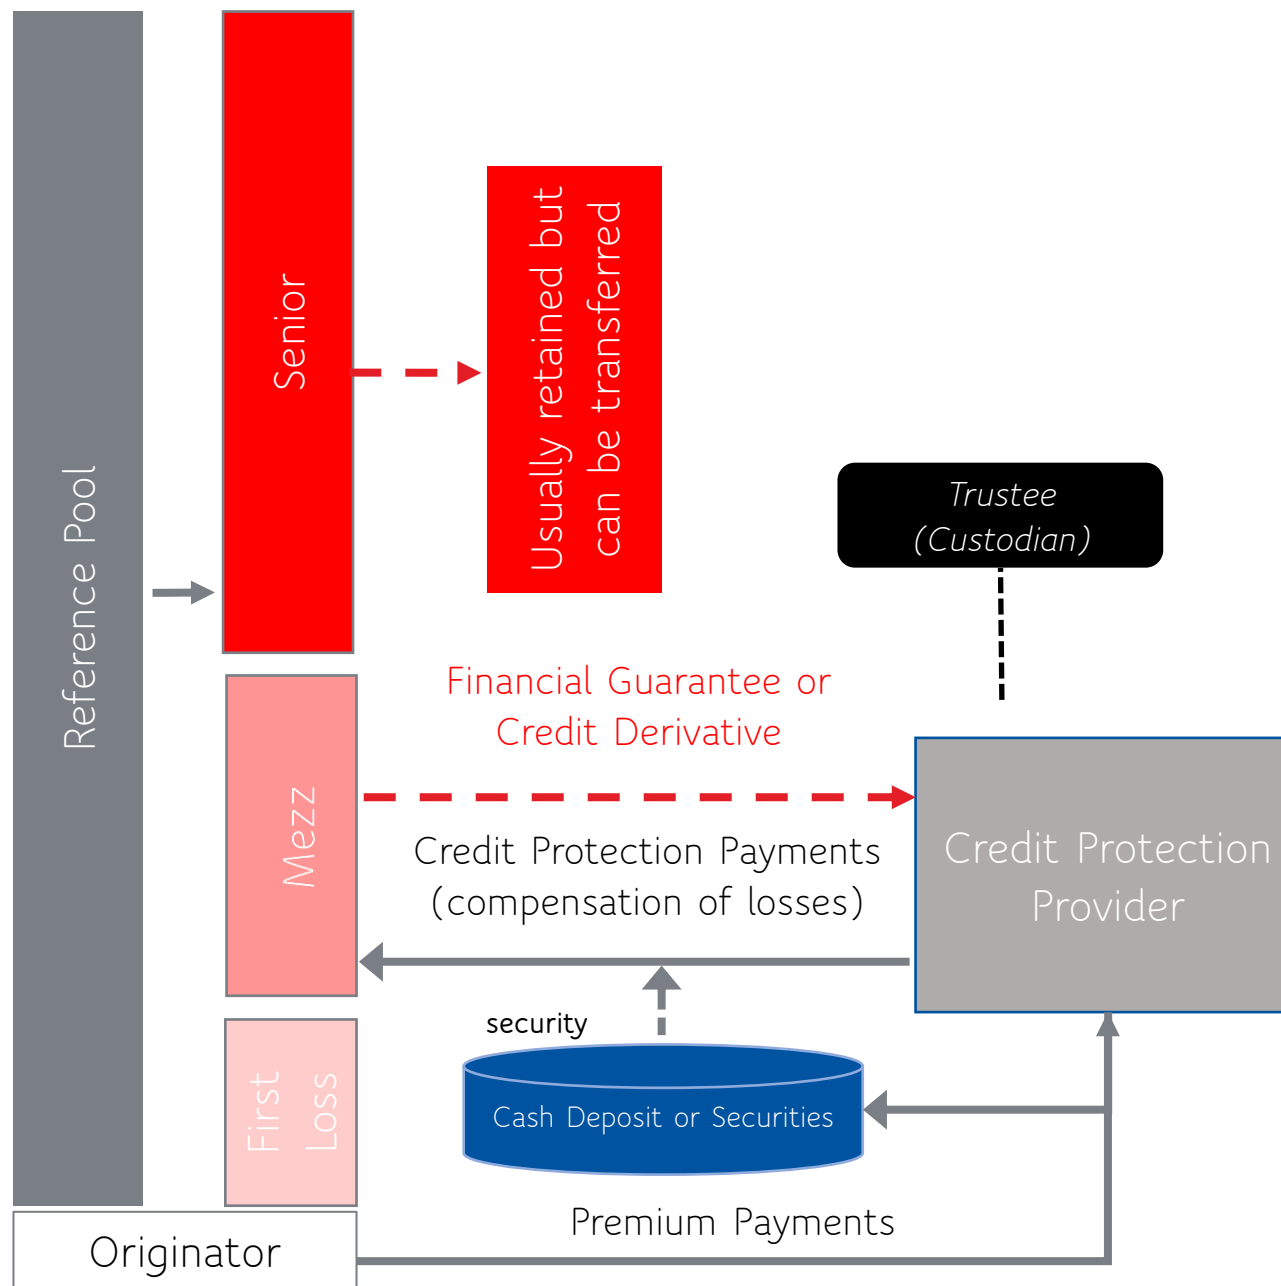 Reference Pool
Senior
Usually retained but
can be transferred
Trustee
(Custodian)
Financial Guarantee or
Credit Derivative
Mezz
Credit Protection Payments
(compensation of losses)
Credit Protection
Provider
security
First
Loss
Cash Deposit or Securities
Premium Payments
Originator